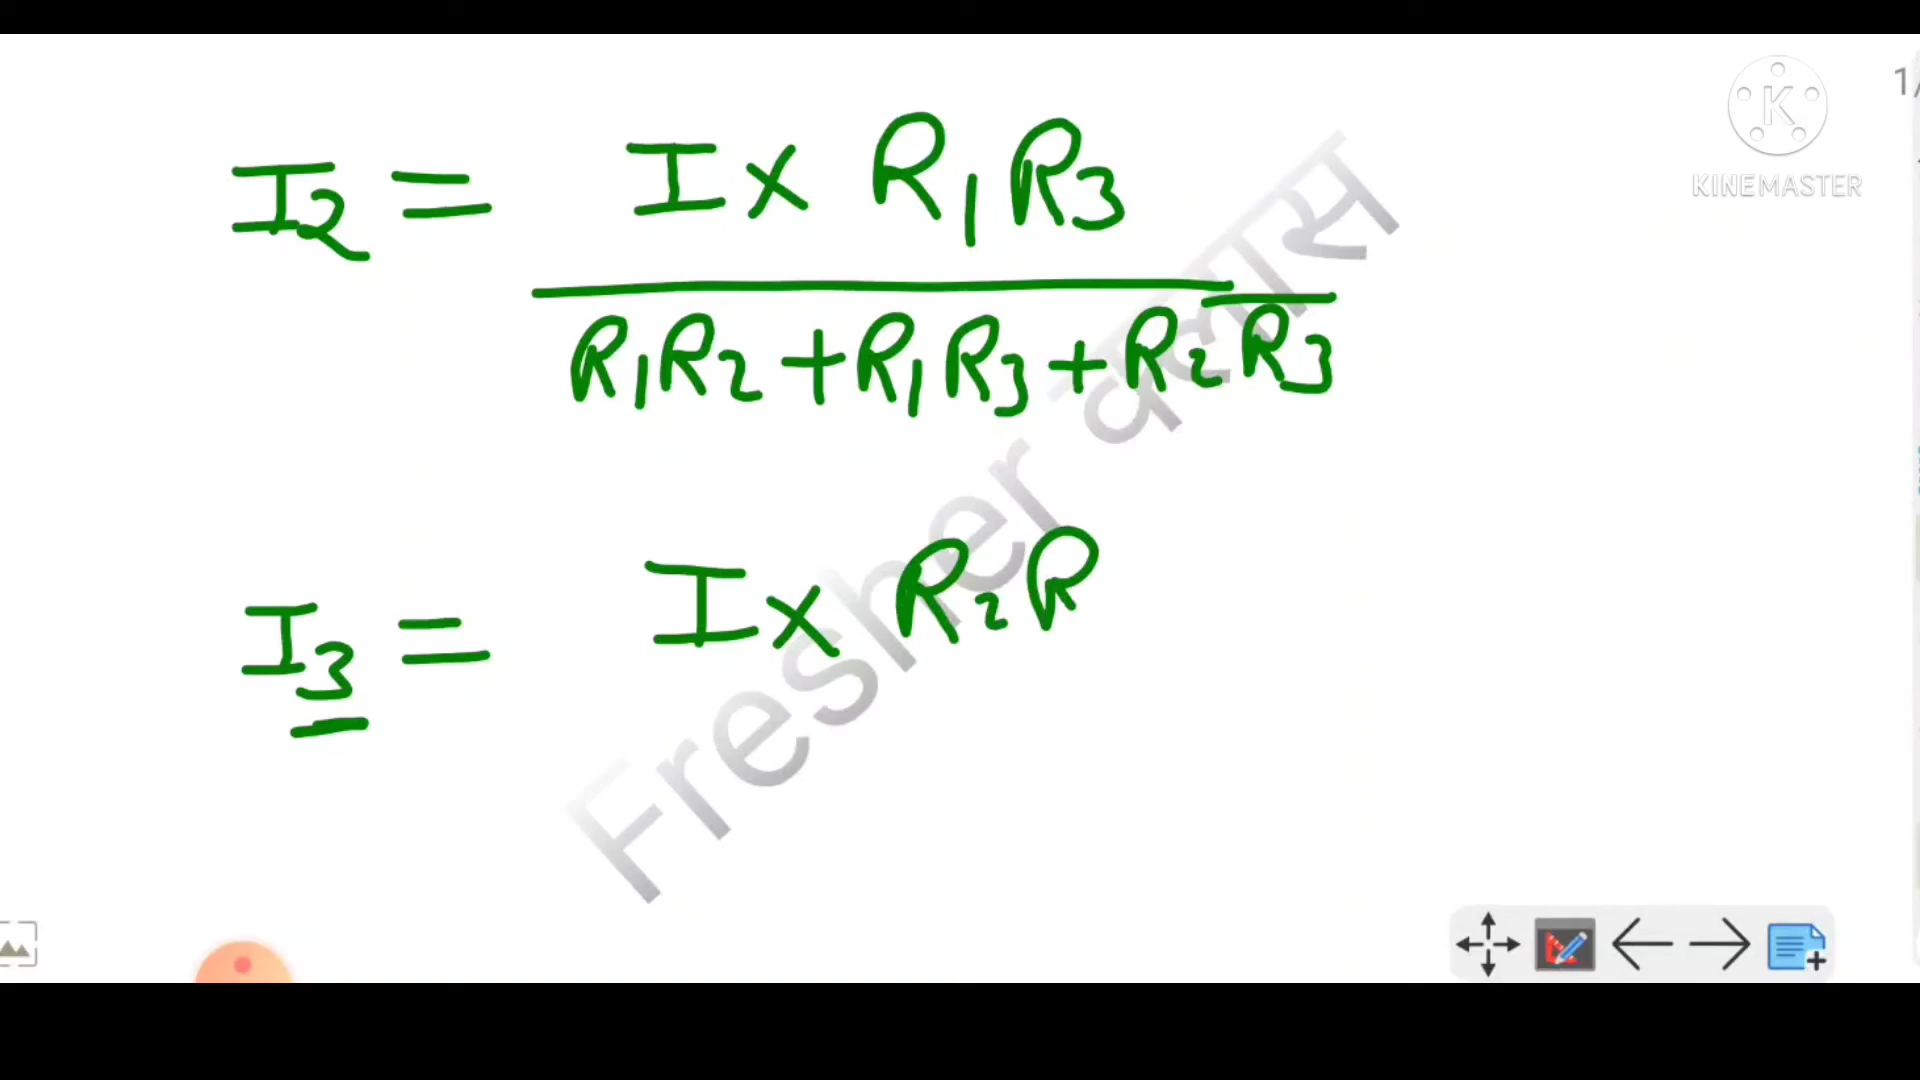 1/
KINEMASTER
I2 = I × R1R3
R1R2 + R1R3 + R2R3
I3 = I × R2R
Fresher क्लास